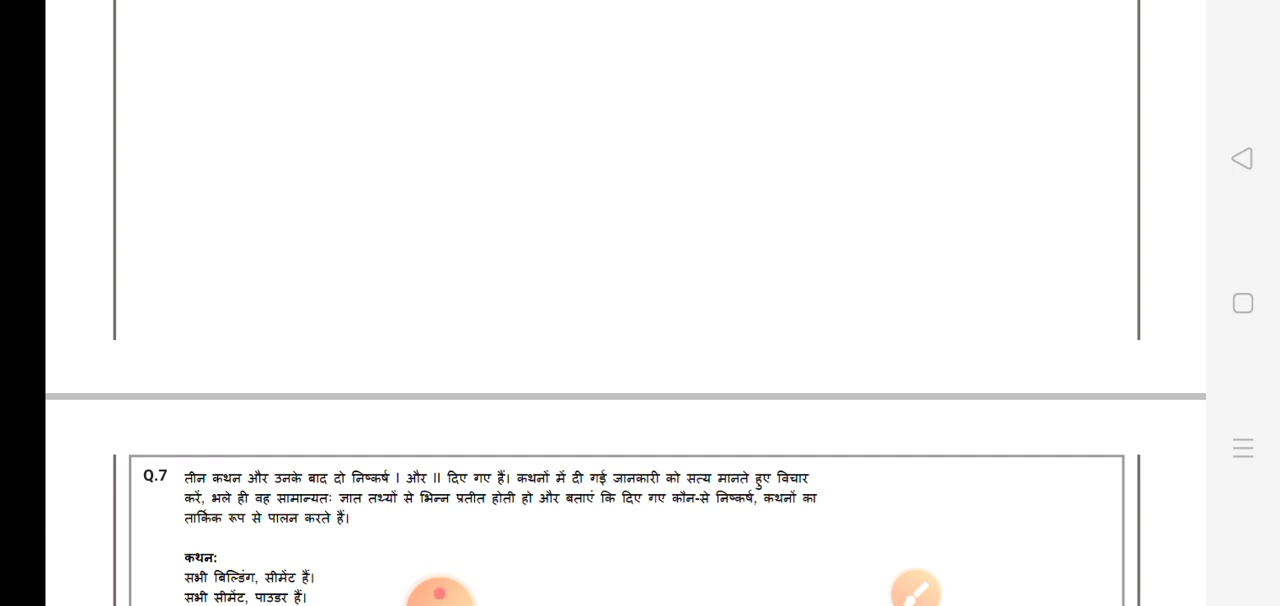 Q.7 तीन कथन और उनके बाद दो निष्कर्ष I और II दिए गए हैं। कथनों में दी गई जानकारी को सत्य मानते हुए विचार
करें, भले ही वह सामान्यतः ज्ञात तथ्यों से भिन्न प्रतीत होती हो और बताएं कि दिए गए कौन-से निष्कर्ष, कथनों का
तार्किक रूप से पालन करते हैं।
कथन:
सभी बिल्डिंग, सीमेंट हैं।
सभी सीमेंट, पाउडर हैं।